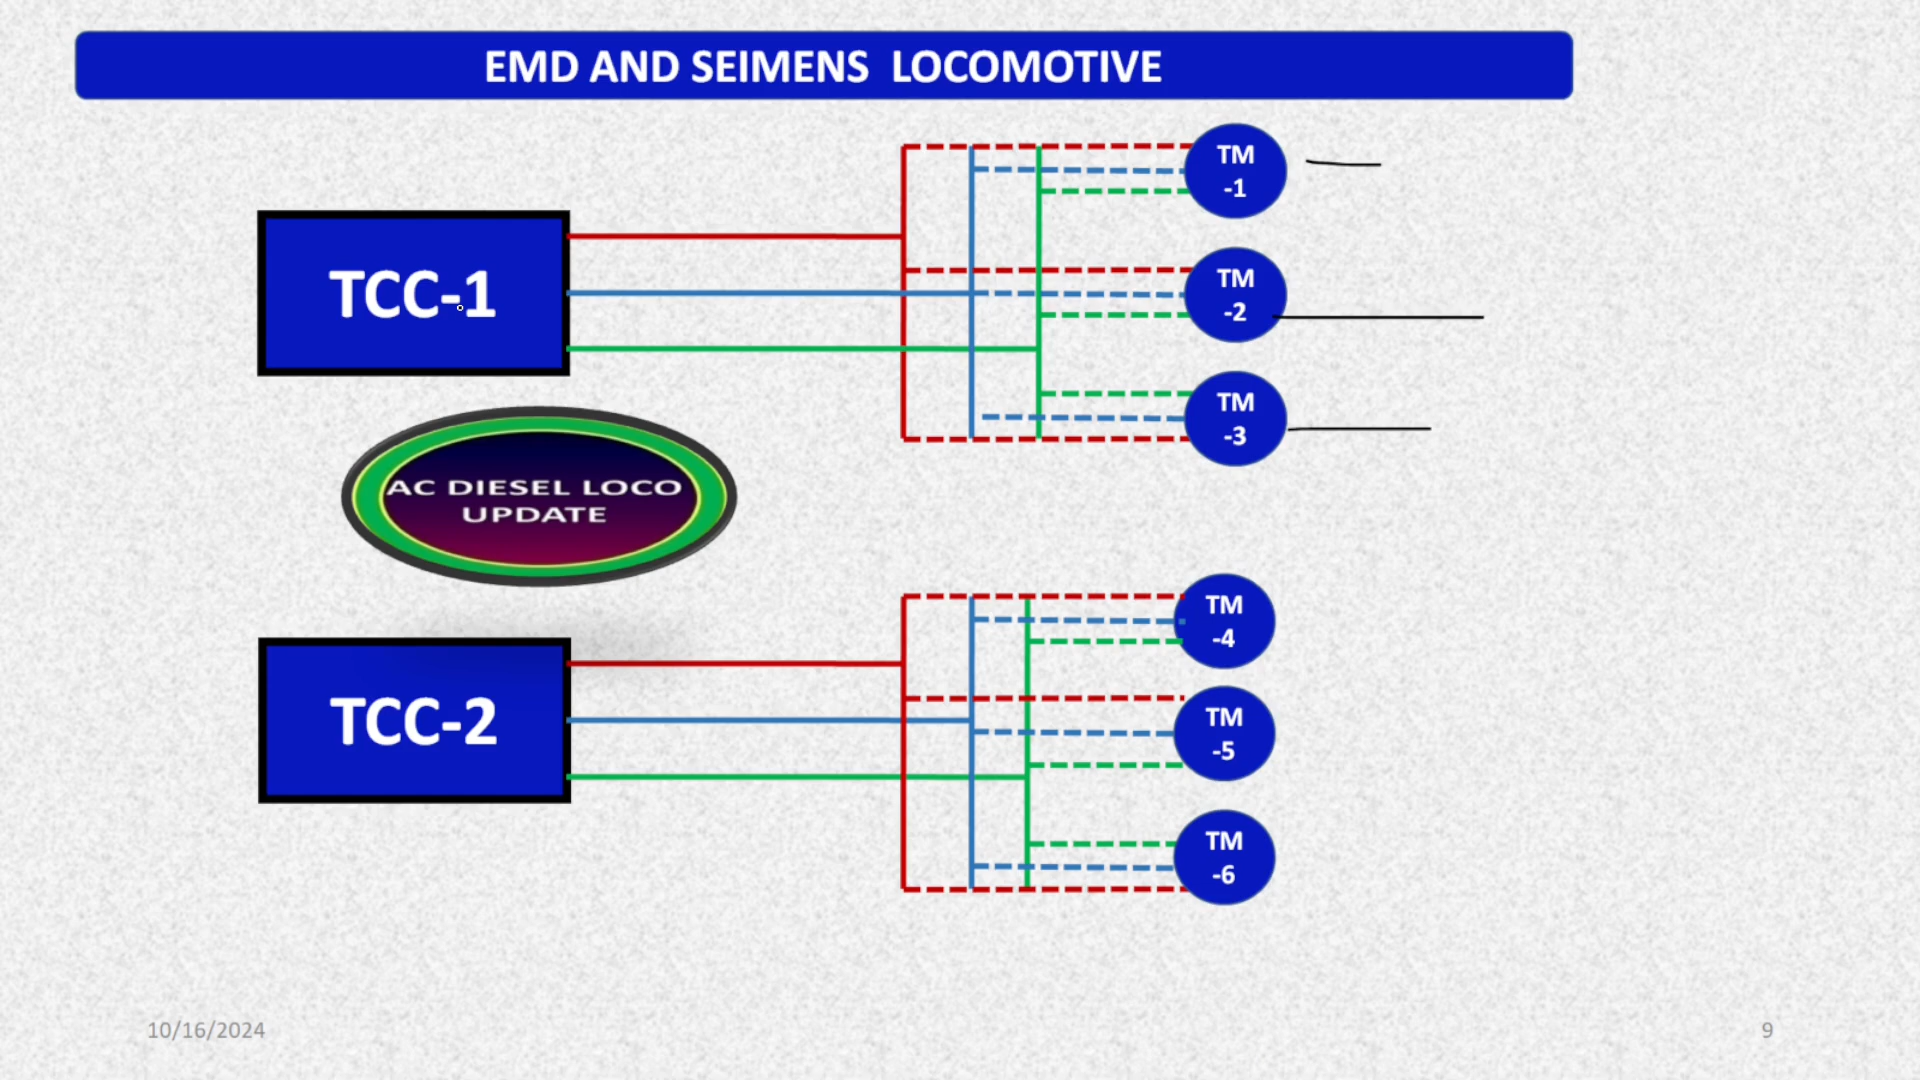 EMD AND SEIMENS LOCOMOTIVE
TM
-1
TCC-1
TM
-2
TM
-3
AC DIESEL LOCO
UPDATE
TM
-4
TCC-2
TM
-5
TM
-6
10/16/2024
9